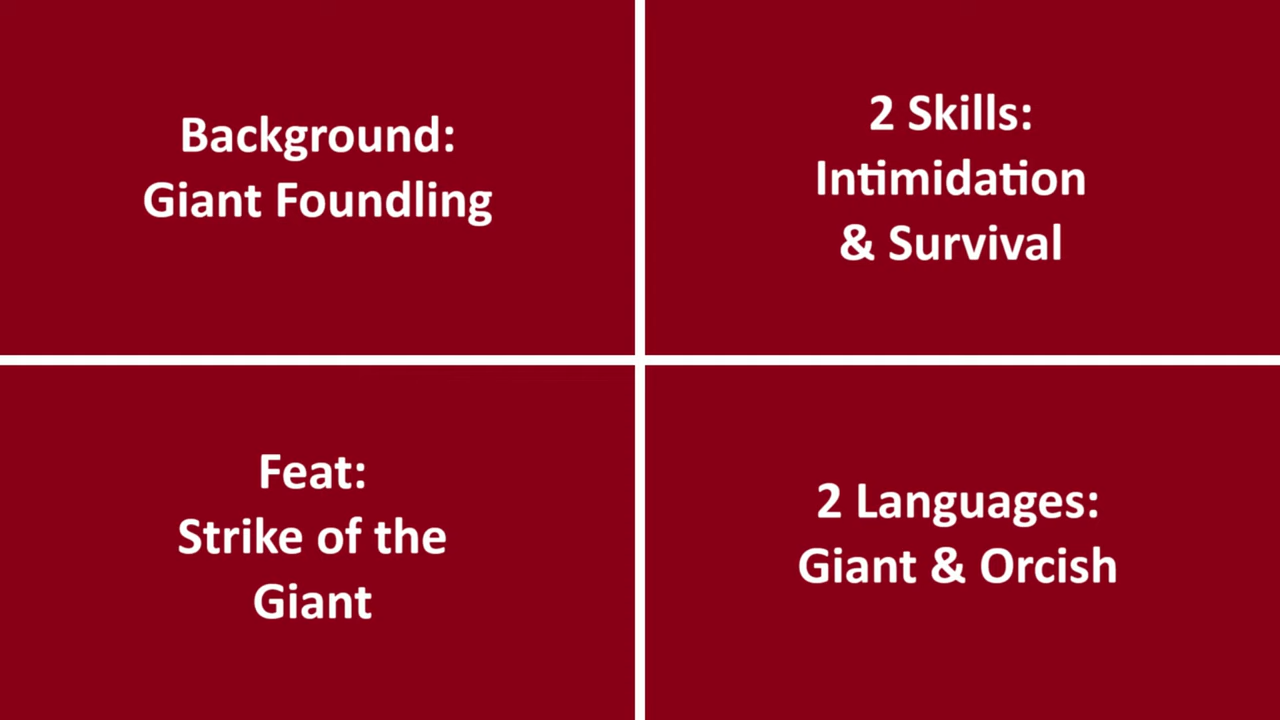 Background:
Giant Foundling
2 Skills:
Intimidation
& Survival
Feat:
Strike of the
Giant
2 Languages:
Giant & Orcish